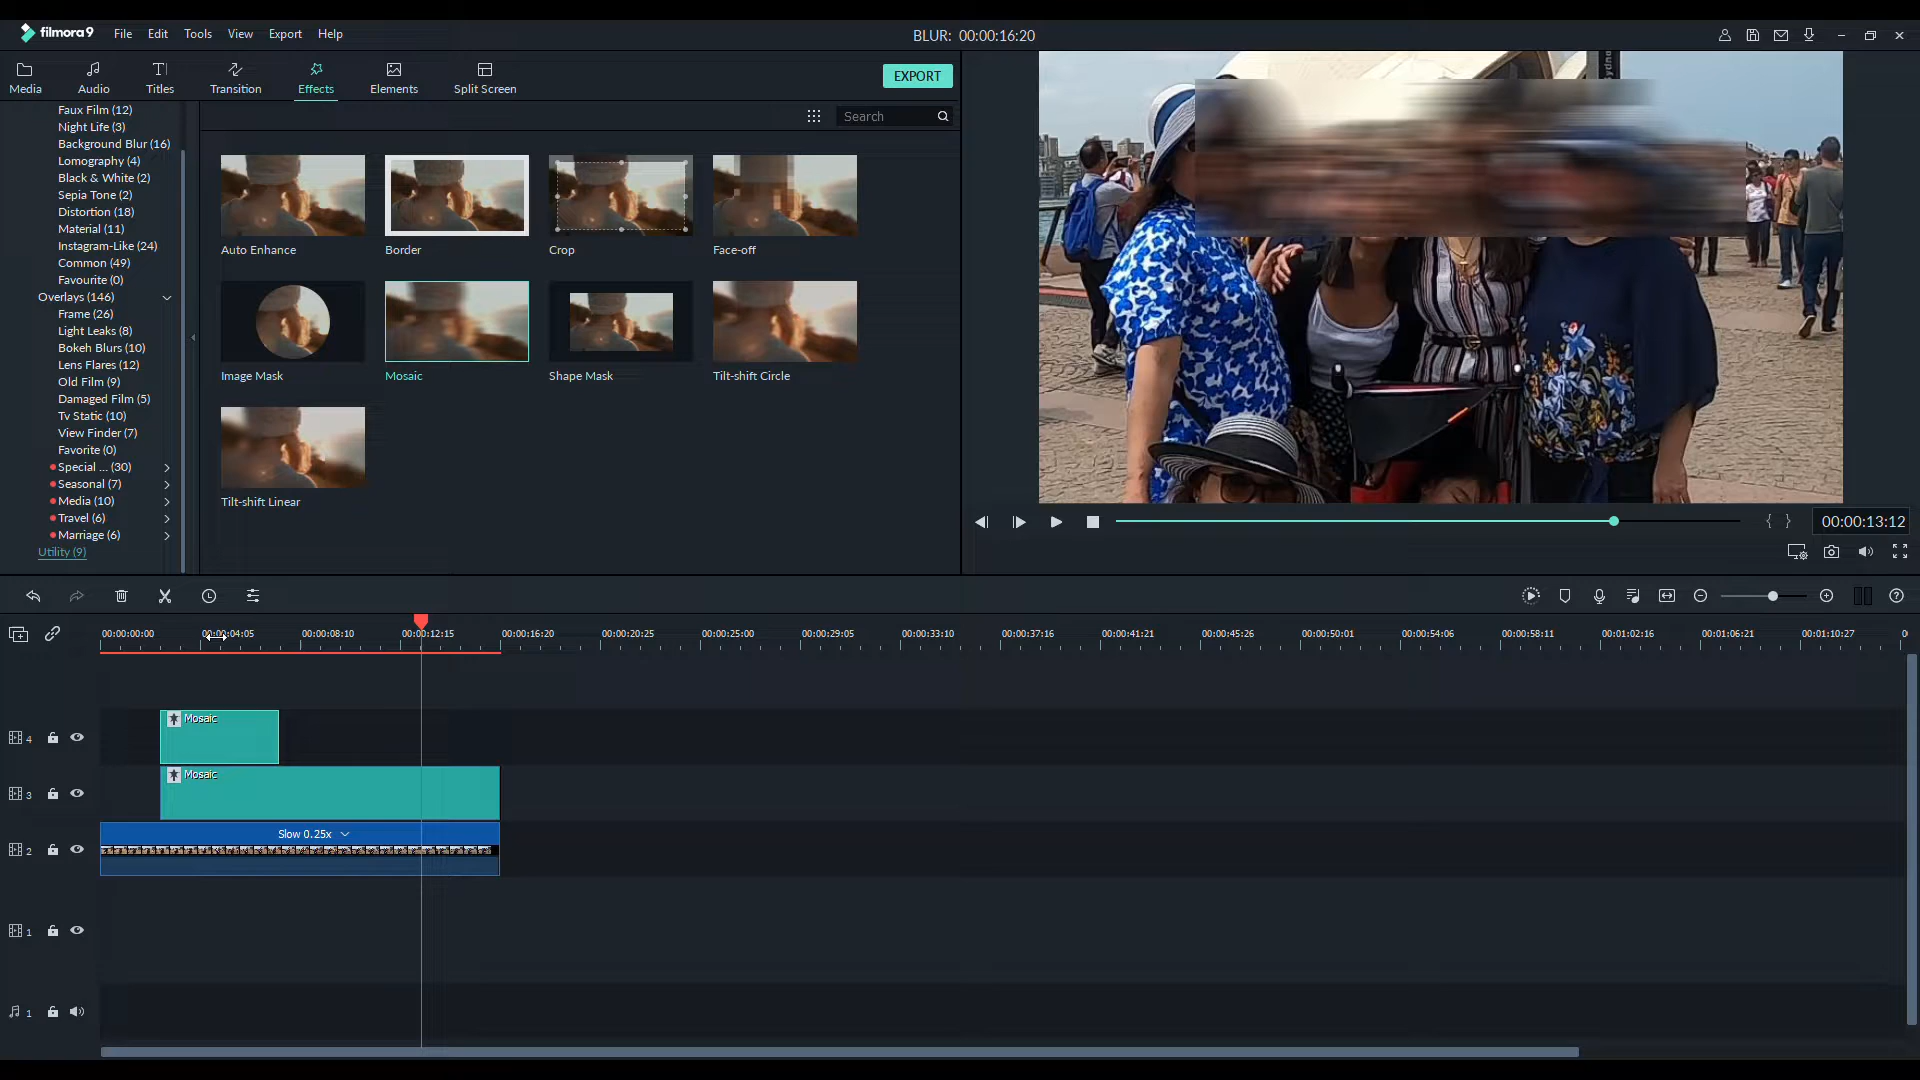 filmora9 File Edit Tools View Export Help BLUR: 00:00:16:20
Media Audio Titles Transition Effects Elements Split Screen EXPORT
Search
Faux Film (12)
Night Life (3)
Background Blur (16)
Lomography (4)
Black & White (2)
Sepia Tone (2)
Distortion (18)
Material (11)
Instagram-Like (24)
Common (49)
Favourite (0)
Overlays (146)
Frame (26)
Light Leaks (8)
Bokeh Blurs (10)
Lens Flares (12)
Old Film (9)
Damaged Film (5)
Tv Static (10)
View Finder (7)
Favorite (0)
Special ... (30)
Seasonal (7)
Media (10)
Travel (6)
Marriage (6)
Utility (9)
Auto Enhance Border Crop Face-off
Image Mask Mosaic Shape Mask Tilt-shift Circle
Tilt-shift Linear
00:00:13:12
00:00:00:00 00:00:04:05 00:00:08:10 00:00:12:15 00:00:16:20 00:00:20:25 00:00:25:00 00:00:29:05 00:00:33:10 00:00:37:16 00:00:41:21 00:00:45:26 00:00:50:01 00:00:54:06 00:00:58:11 00:01:02:16 00:01:06:21 00:01:10:27
4 Mosaic
3 Mosaic
2 Slow 0.25x
1
1